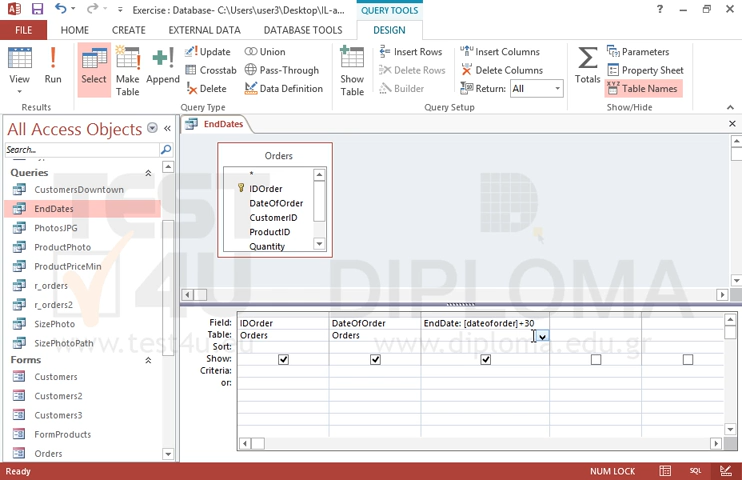 Exercise : Database- C:\Users\user3\Desktop\IL-a...
QUERY TOOLS
FILE HOME CREATE EXTERNAL DATA DATABASE TOOLS DESIGN
View
Run
Results
Select
Make Table
Append
Update
Crosstab
Delete
Union
Pass-Through
Data Definition
Query Type
Show Table
Insert Rows
Delete Rows
Builder
Insert Columns
Delete Columns
Return: All
Query Setup
Totals
Parameters
Property Sheet
Table Names
Show/Hide
All Access Objects
Search...
Queries
CustomersDowntown
EndDates
PhotosJPG
ProductPhoto
ProductPriceMin
r_orders
r_orders2
SizePhoto
SizePhotoPath
Forms
Customers
Customers2
Customers3
FormProducts
Orders
EndDates
Orders
*
IDOrder
DateOfOrder
CustomerID
ProductID
Quantity
Field: IDOrder DateOfOrder EndDate: [dateoforder]+30
Table: Orders Orders
Sort:
Show:
Criteria:
or:
TEST4U DIPLOMA
www.test4u.eu www.diploma.edu.gr
Ready
NUM LOCK
SQL